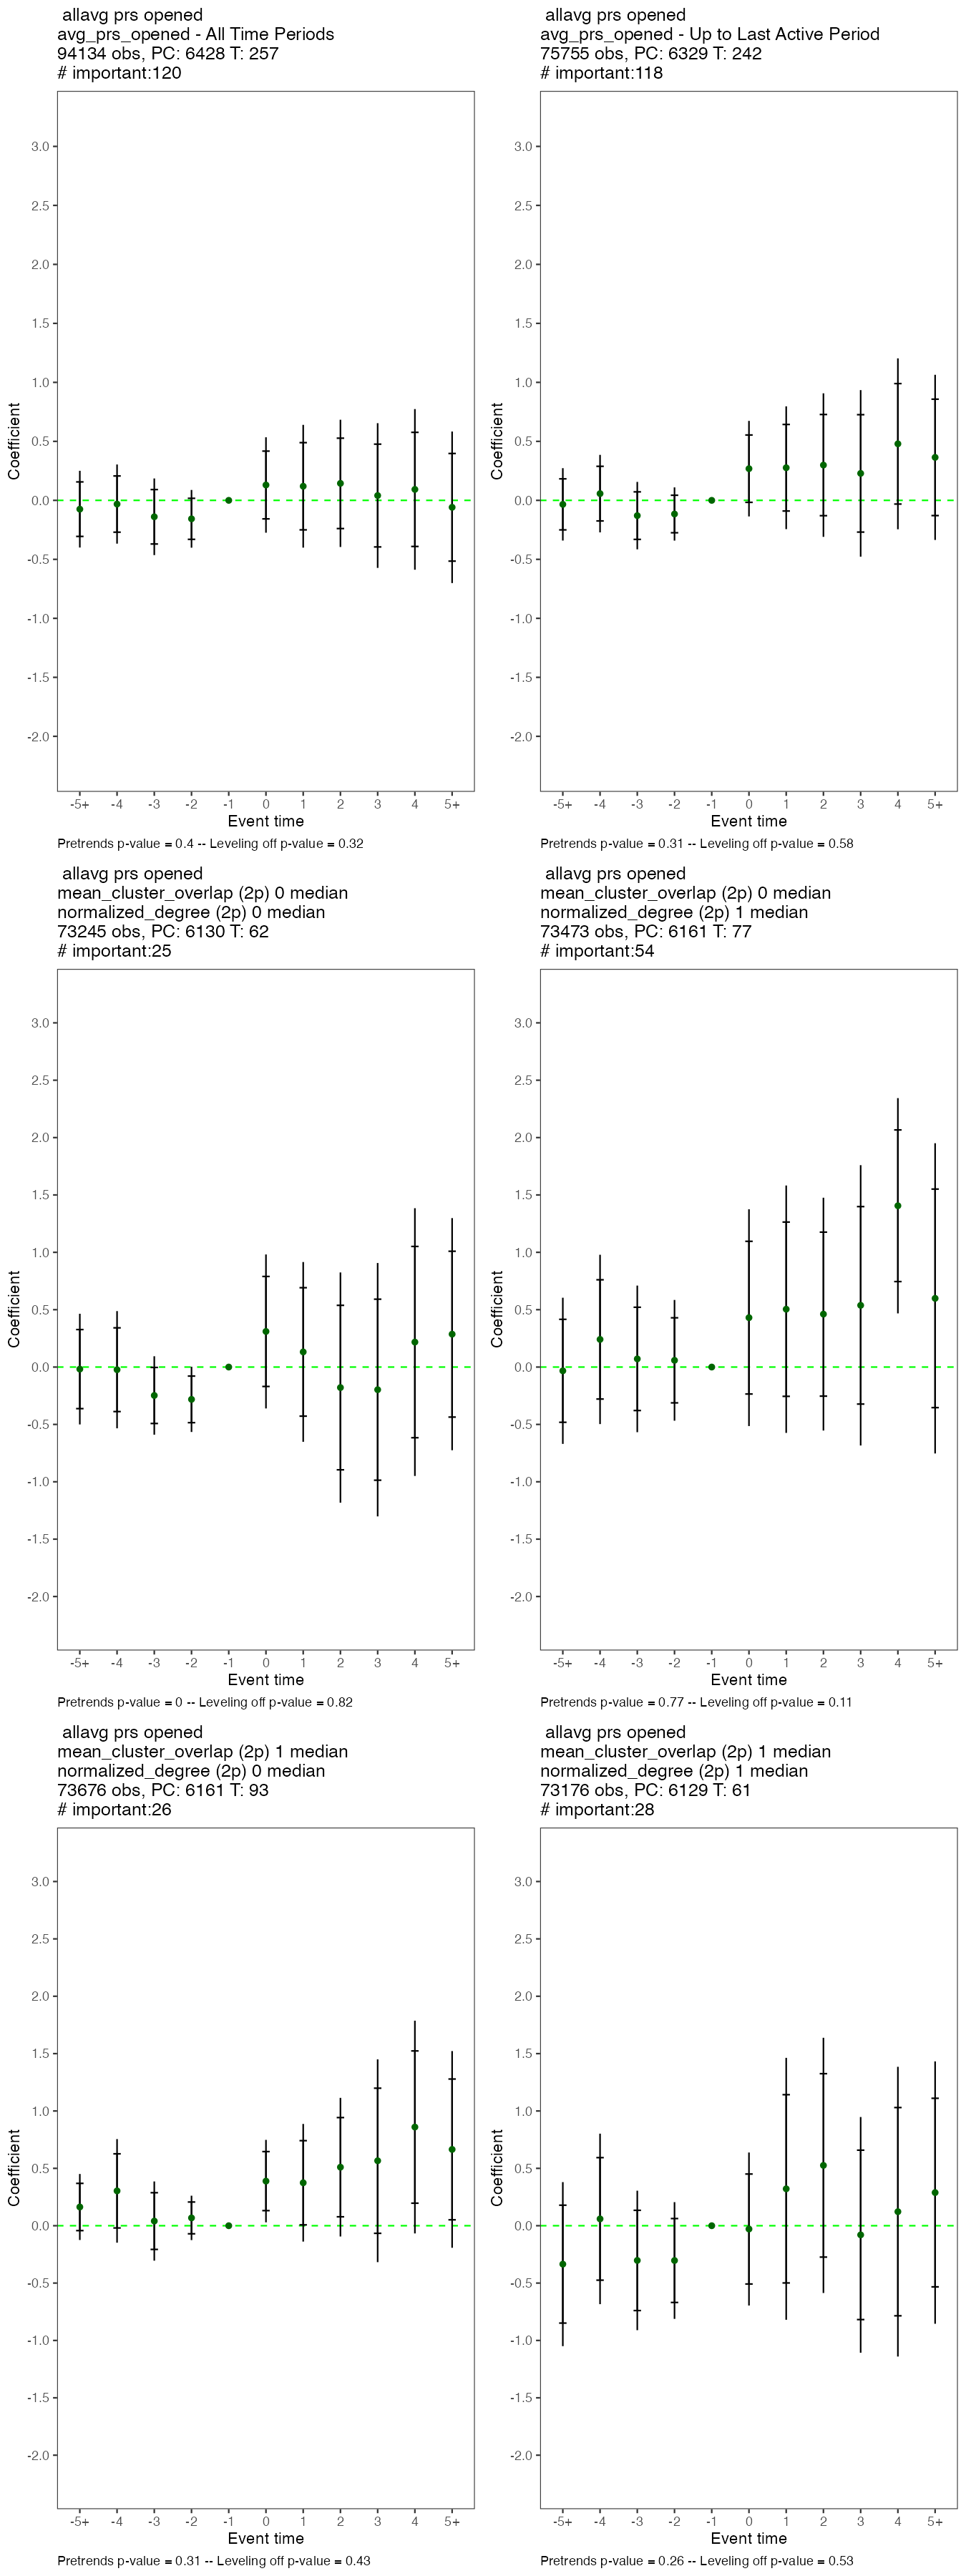 allavg prs opened
avg_prs_opened - All Time Periods
94134 obs, PC: 6428 T: 257
# important:120
3.0
2.5
2.0
1.5
1.0
0.5
0.0
-0.5
-1.0
-1.5
-2.0
Coefficient
-5+ -4 -3 -2 -1 0 1 2 3 4 5+
Event time
Pretrends p-value = 0.4 -- Leveling off p-value = 0.32
allavg prs opened
avg_prs_opened - Up to Last Active Period
75755 obs, PC: 6329 T: 242
# important:118
3.0
2.5
2.0
1.5
1.0
0.5
0.0
-0.5
-1.0
-1.5
-2.0
Coefficient
-5+ -4 -3 -2 -1 0 1 2 3 4 5+
Event time
Pretrends p-value = 0.31 -- Leveling off p-value = 0.58
allavg prs opened
mean_cluster_overlap (2p) 0 median
normalized_degree (2p) 0 median
73245 obs, PC: 6130 T: 62
# important:25
3.0
2.5
2.0
1.5
1.0
0.5
0.0
-0.5
-1.0
-1.5
-2.0
Coefficient
-5+ -4 -3 -2 -1 0 1 2 3 4 5+
Event time
Pretrends p-value = 0 -- Leveling off p-value = 0.82
allavg prs opened
mean_cluster_overlap (2p) 0 median
normalized_degree (2p) 1 median
73473 obs, PC: 6161 T: 77
# important:54
3.0
2.5
2.0
1.5
1.0
0.5
0.0
-0.5
-1.0
-1.5
-2.0
Coefficient
-5+ -4 -3 -2 -1 0 1 2 3 4 5+
Event time
Pretrends p-value = 0.77 -- Leveling off p-value = 0.11
allavg prs opened
mean_cluster_overlap (2p) 1 median
normalized_degree (2p) 0 median
73676 obs, PC: 6161 T: 93
# important:26
3.0
2.5
2.0
1.5
1.0
0.5
0.0
-0.5
-1.0
-1.5
-2.0
Coefficient
-5+ -4 -3 -2 -1 0 1 2 3 4 5+
Event time
Pretrends p-value = 0.31 -- Leveling off p-value = 0.43
allavg prs opened
mean_cluster_overlap (2p) 1 median
normalized_degree (2p) 1 median
73176 obs, PC: 6129 T: 61
# important:28
3.0
2.5
2.0
1.5
1.0
0.5
0.0
-0.5
-1.0
-1.5
-2.0
Coefficient
-5+ -4 -3 -2 -1 0 1 2 3 4 5+
Event time
Pretrends p-value = 0.26 -- Leveling off p-value = 0.53